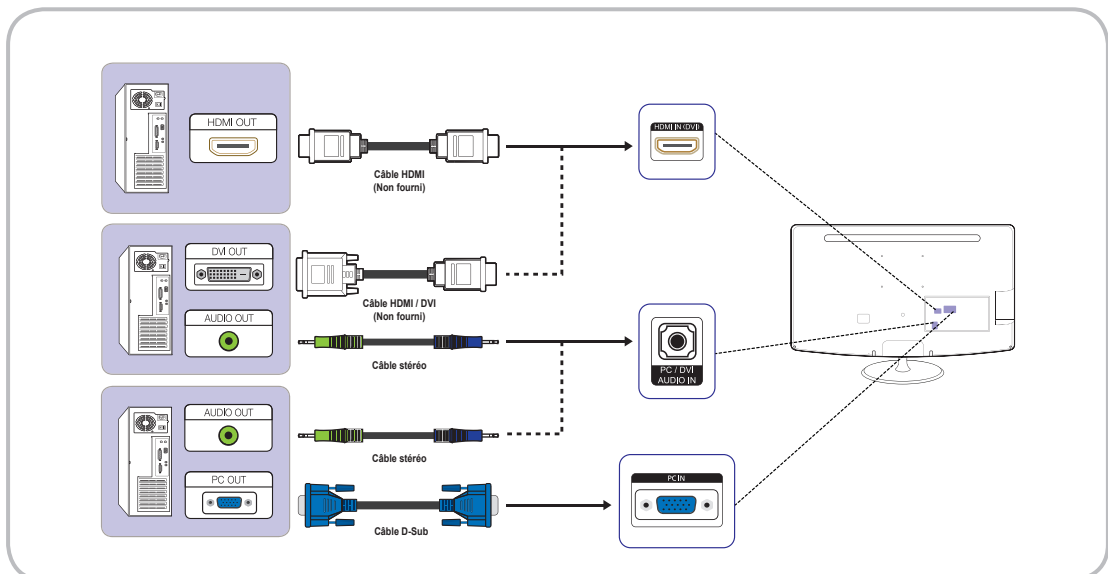 HDMI OUT
HDMI IN (DVI)
Câble HDMI
(Non fourni)
DVI OUT
Câble HDMI / DVI
(Non fourni)
AUDIO OUT
Câble stéréo
PC / DVI
AUDIO IN
AUDIO OUT
Câble stéréo
PC OUT
PC IN
Câble D-Sub